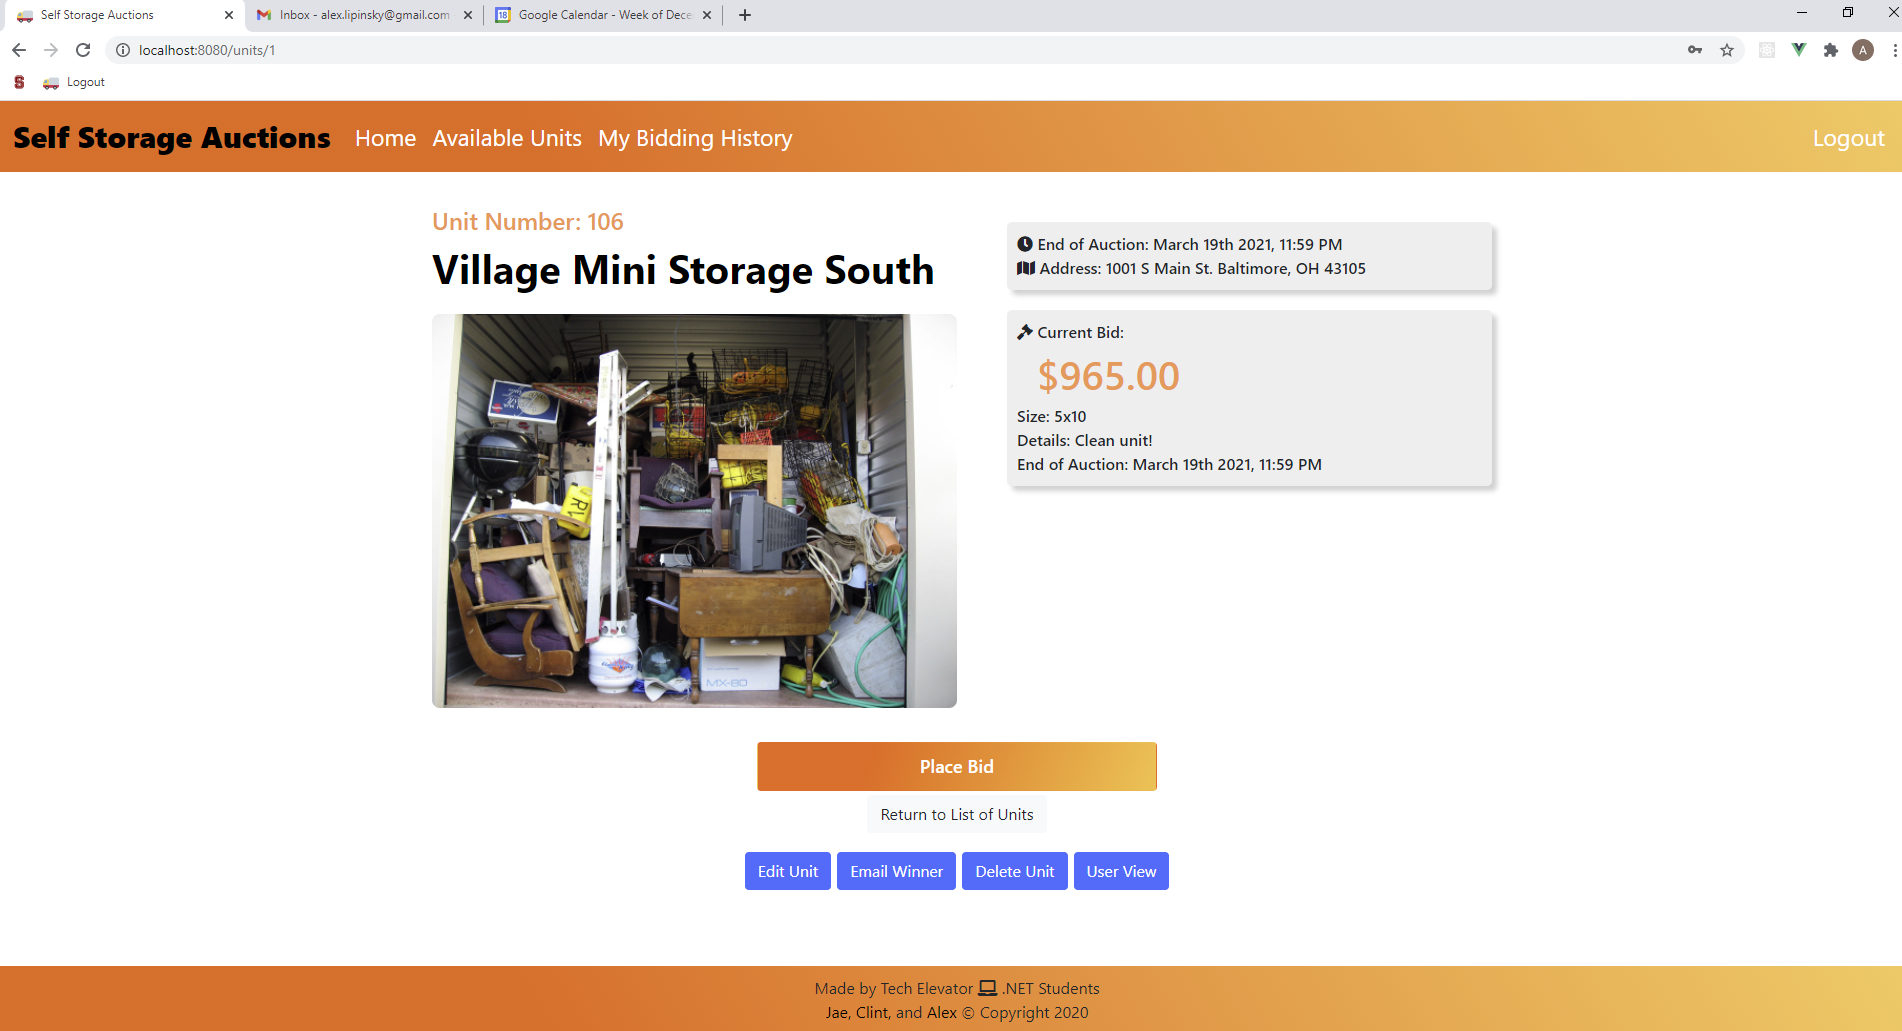 Self Storage Auctions
Inbox - alex.lipinsky@gmail.com
18
Google Calendar - Week of Dece
localhost:8080/units/1
A
S
Logout
Self Storage Auctions
Home
Available Units
My Bidding History
Logout
Unit Number: 106
Village Mini Storage South
End of Auction: March 19th 2021, 11:59 PM
Address: 1001 S Main St. Baltimore, OH 43105
Current Bid:
$965.00
Size: 5x10
Details: Clean unit!
End of Auction: March 19th 2021, 11:59 PM
MX-80
Place Bid
Return to List of Units
Edit Unit
Email Winner
Delete Unit
User View
Made by Tech Elevator .NET Students
Jae, Clint, and Alex © Copyright 2020